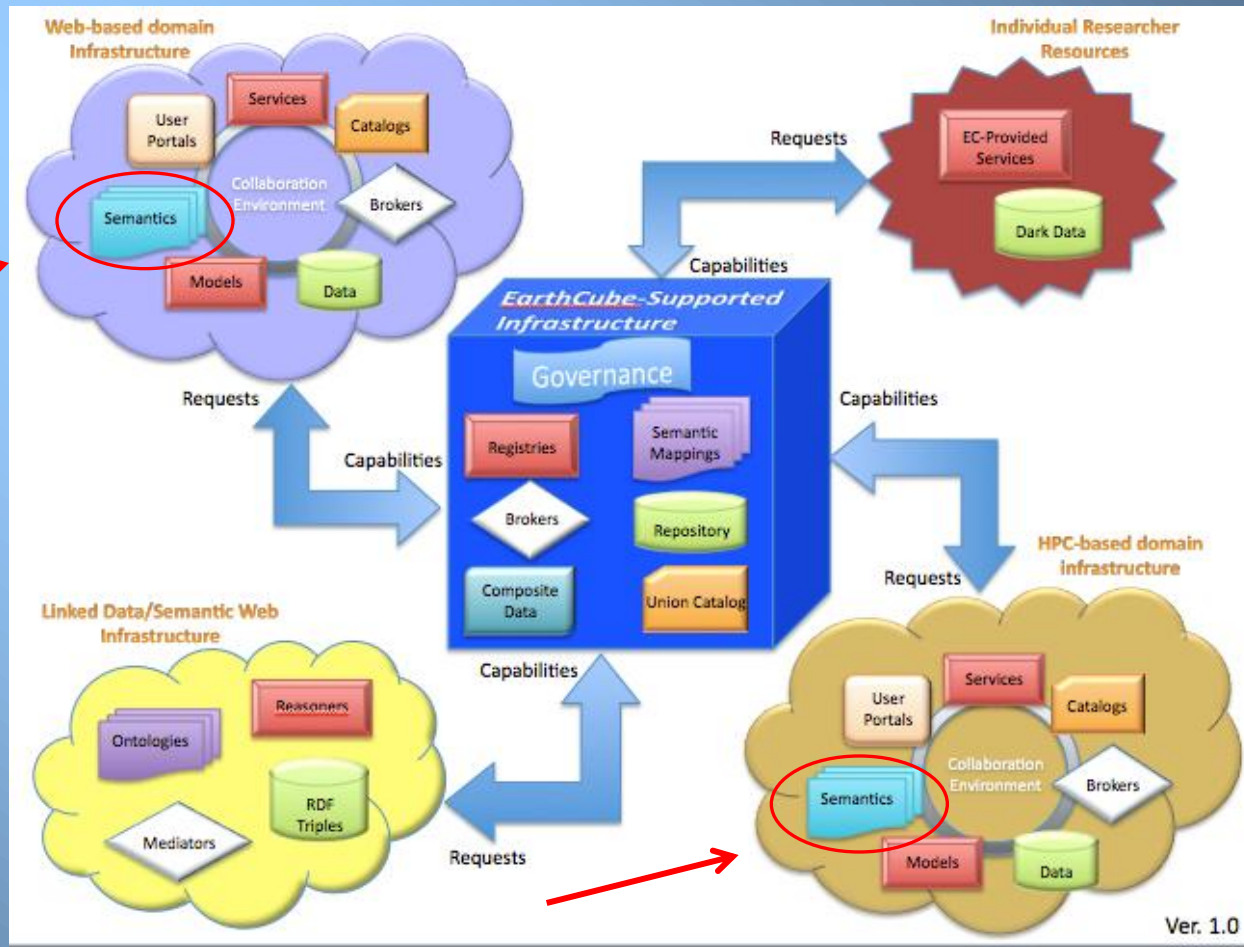 Web-based domain
Infrastructure
Services
User
Portals
Catalogs
Collaboration
Environment
Semantics
Brokers
Models
Data
Individual Researcher
Resources
EC-Provided
Services
Dark Data
Requests
Capabilities
Requests
Capabilities
EarthCube-Supported
Infrastructure
Governance
Registries
Semantic
Mappings
Brokers
Repository
Composite
Data
Union Catalog
Capabilities
Requests
Capabilities
Requests
Linked Data/Semantic Web
Infrastructure
Reasoners
Ontologies
RDF
Triples
Mediators
HPC-based domain
infrastructure
Services
User
Portals
Catalogs
Collaboration
Environment
Semantics
Brokers
Models
Data
Ver. 1.0